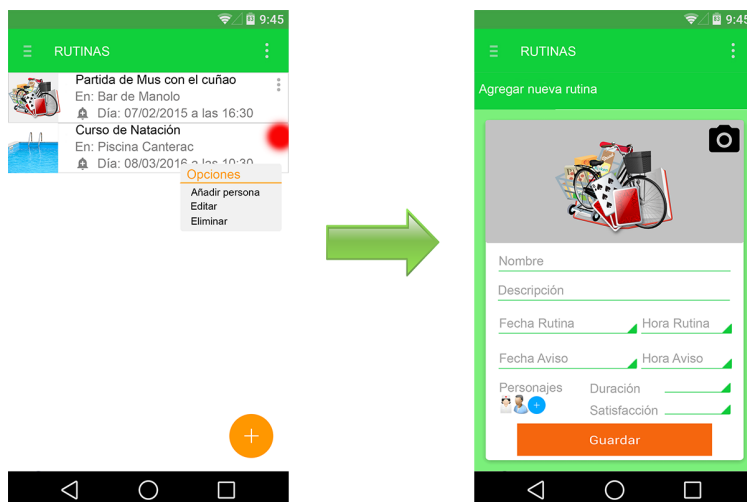 9:45
RUTINAS
Partida de Mus con el cuñao
En: Bar de Manolo
Día: 07/02/2015 a las 16:30
Curso de Natación
En: Piscina Canterac
Día: 08/03/2016 a las 10:30
Opciones
Añadir persona
Editar
Eliminar
9:45
RUTINAS
Agregar nueva rutina
Nombre
Descripción
Fecha Rutina Hora Rutina
Fecha Aviso Hora Aviso
Personajes Duración
Satisfacción
Guardar